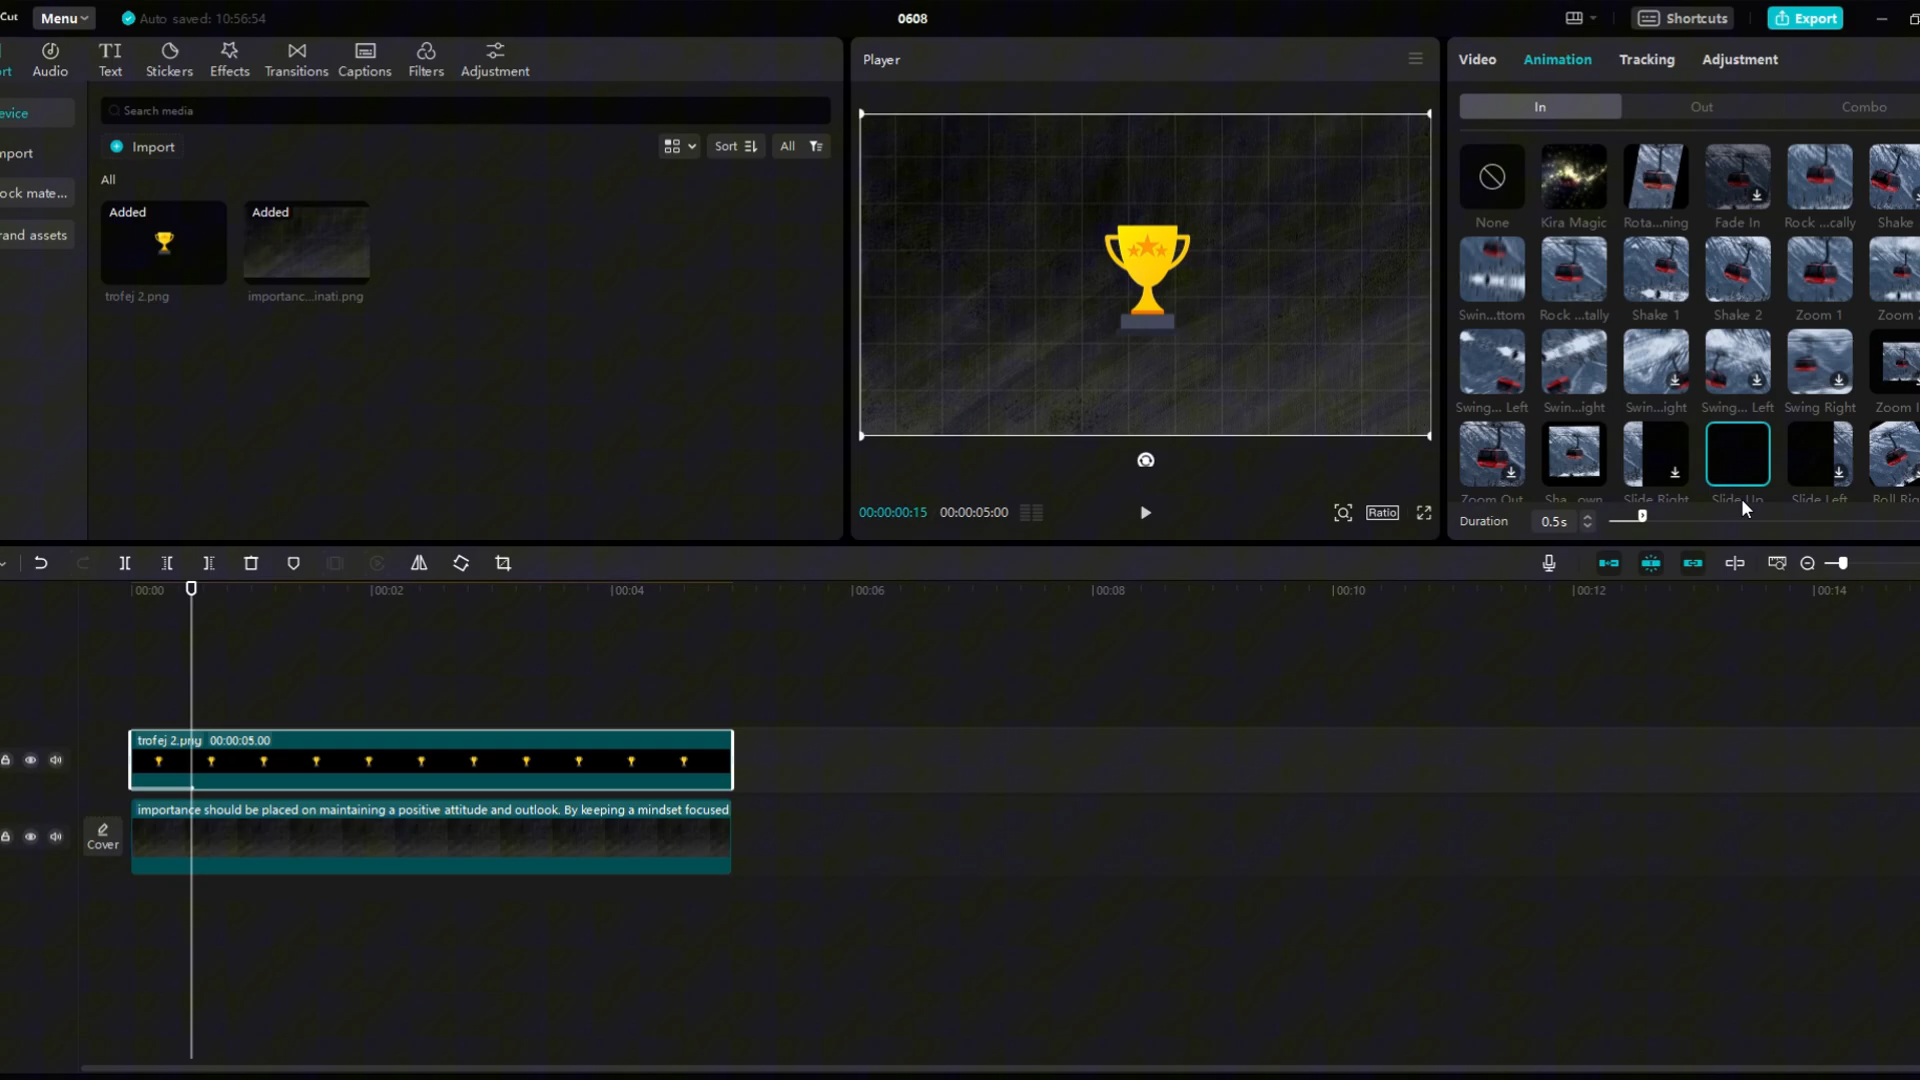 Cut Menu Auto saved: 10:56:54 0608 Shortcuts Export
rt Audio Text Stickers Effects Transitions Captions Filters Adjustment
evice
mport
ock mate...
rand assets
Search media
Import Sort All
All
Added Added
trofej 2.png importanc...inati.png
Player
00:00:00:15 00:00:05:00 Ratio
Video Animation Tracking Adjustment
In Out Combo
None Kira Magic Rota...ning Fade In Rock ...cally Shake
Swin...ttom Rock ...tally Shake 1 Shake 2 Zoom 1 Zoom
Swing... Left Swin...ight Swin...ight Swing... Left Swing Right Zoom I
Zoom Out Sha...own Slide Right Slide Up Slide Left Roll Rig
Duration 0.5s
00:00 00:02 00:04 00:06 00:08 00:10 00:12 00:14
trofej 2.png 00:00:05.00
Cover
importance should be placed on maintaining a positive attitude and outlook. By keeping a mindset focused